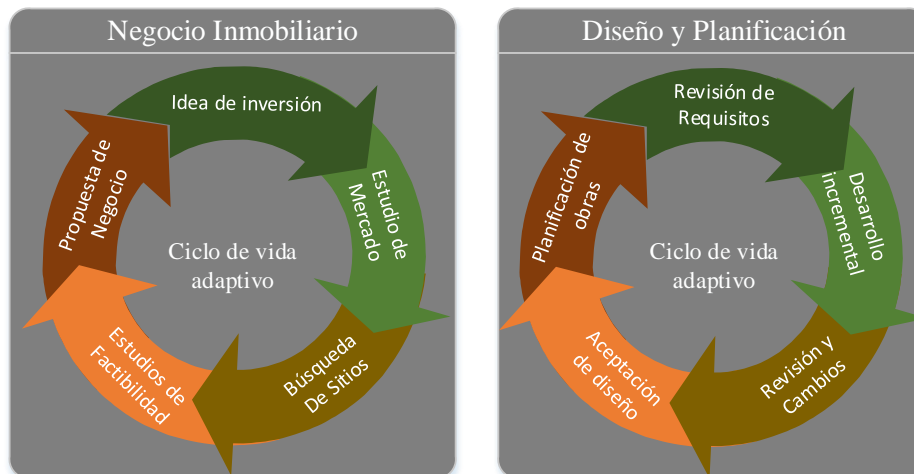 Negocio Inmobiliario
Idea de inversión
Estudio de
Mercado
Búsqueda
De Sitios
Estudios de
Factibilidad
Propuesta de
Negocio
Ciclo de vida
adaptivo
Diseño y Planificación
Revisión de
Requisitos
Desarrollo
incremental
Revisión y
Cambios
Aceptación
de diseño
Planificación de
obras
Ciclo de vida
adaptivo